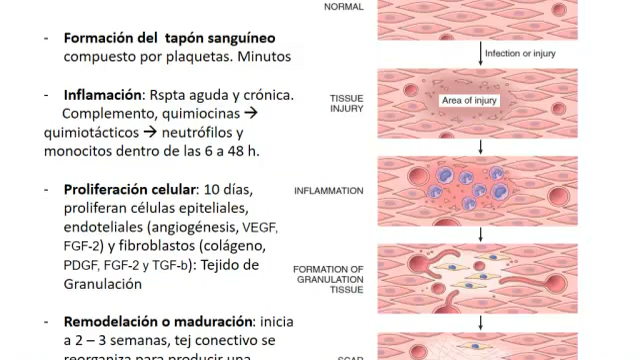 - Formación del tapón sanguíneo
compuesto por plaquetas. Minutos
- Inflamación: Rspta aguda y crónica.
Complemento, quimiocinas →
quimiotácticos → neutrófilos y
monocitos dentro de las 6 a 48 h.
- Proliferación celular: 10 días,
proliferan células epiteliales,
endoteliales (angiogénesis, VEGF,
FGF-2) y fibroblastos (colágeno,
PDGF, FGF-2 y TGF-b): Tejido de
Granulación
- Remodelación o maduración: inicia
a 2 – 3 semanas, tej conectivo se
reorganiza para producir una
NORMAL
Infection or injury
TISSUE
INJURY
Area of injury
INFLAMMATION
FORMATION OF
GRANULATION
TISSUE
SCAR